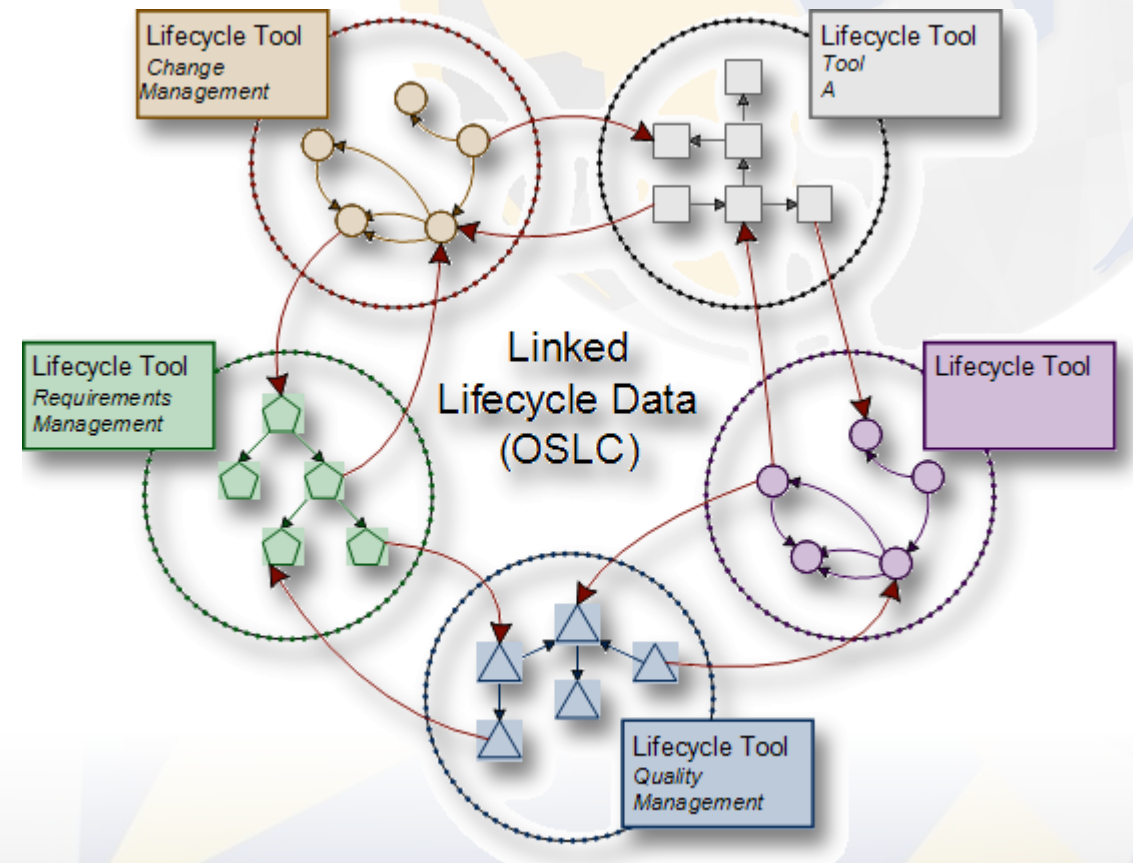 Lifecycle Tool
Change
Management
Lifecycle Tool
Tool
A
Linked
Lifecycle Data
(OSLC)
Lifecycle Tool
Requirements
Management
Lifecycle Tool
Lifecycle Tool
Quality
Management